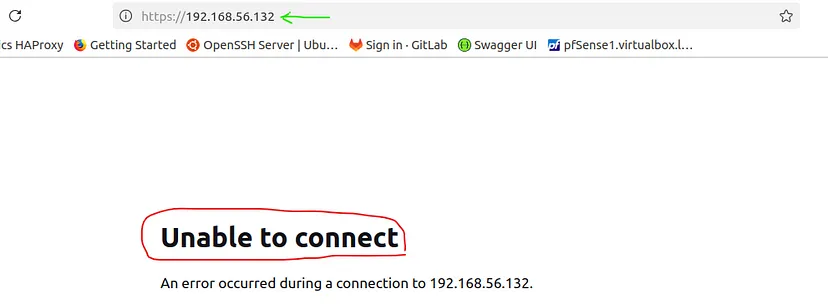 https://192.168.56.132
cs HAProxy Getting Started OpenSSH Server | Ubu… Sign in · GitLab Swagger UI pfSense1.virtualbox.l…
Unable to connect
An error occurred during a connection to 192.168.56.132.